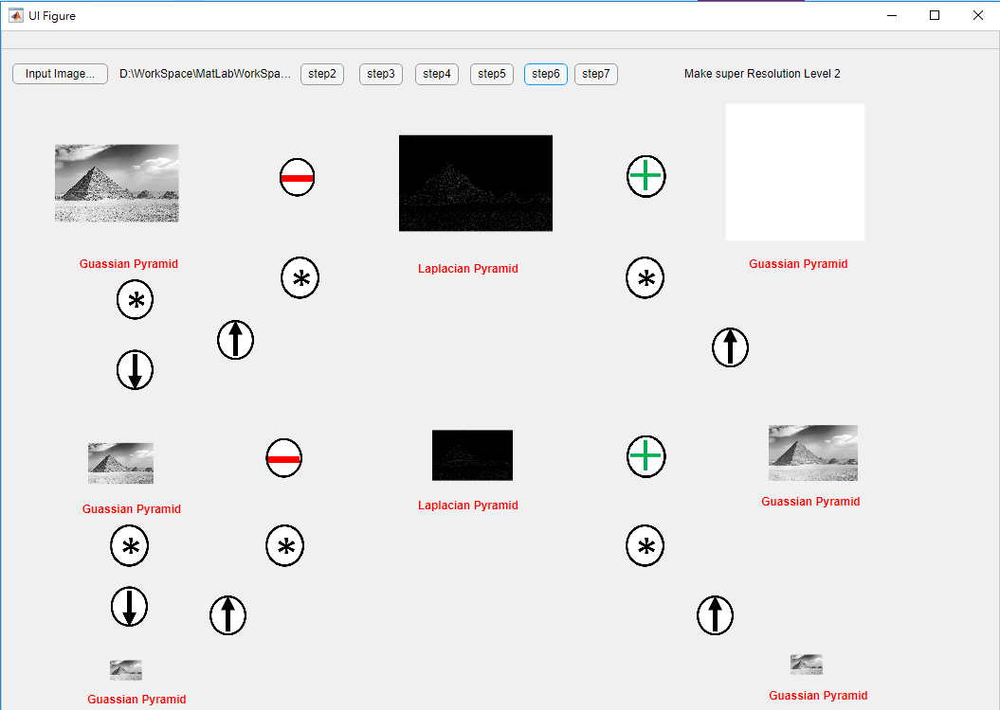 UI Figure
Input Image... D:\WorkSpace\MatLabWorkSpa... step2 step3 step4 step5 step6 step7 Make super Resolution Level 2
Guassian Pyramid Laplacian Pyramid Guassian Pyramid
Guassian Pyramid Laplacian Pyramid Guassian Pyramid
Guassian Pyramid Guassian Pyramid